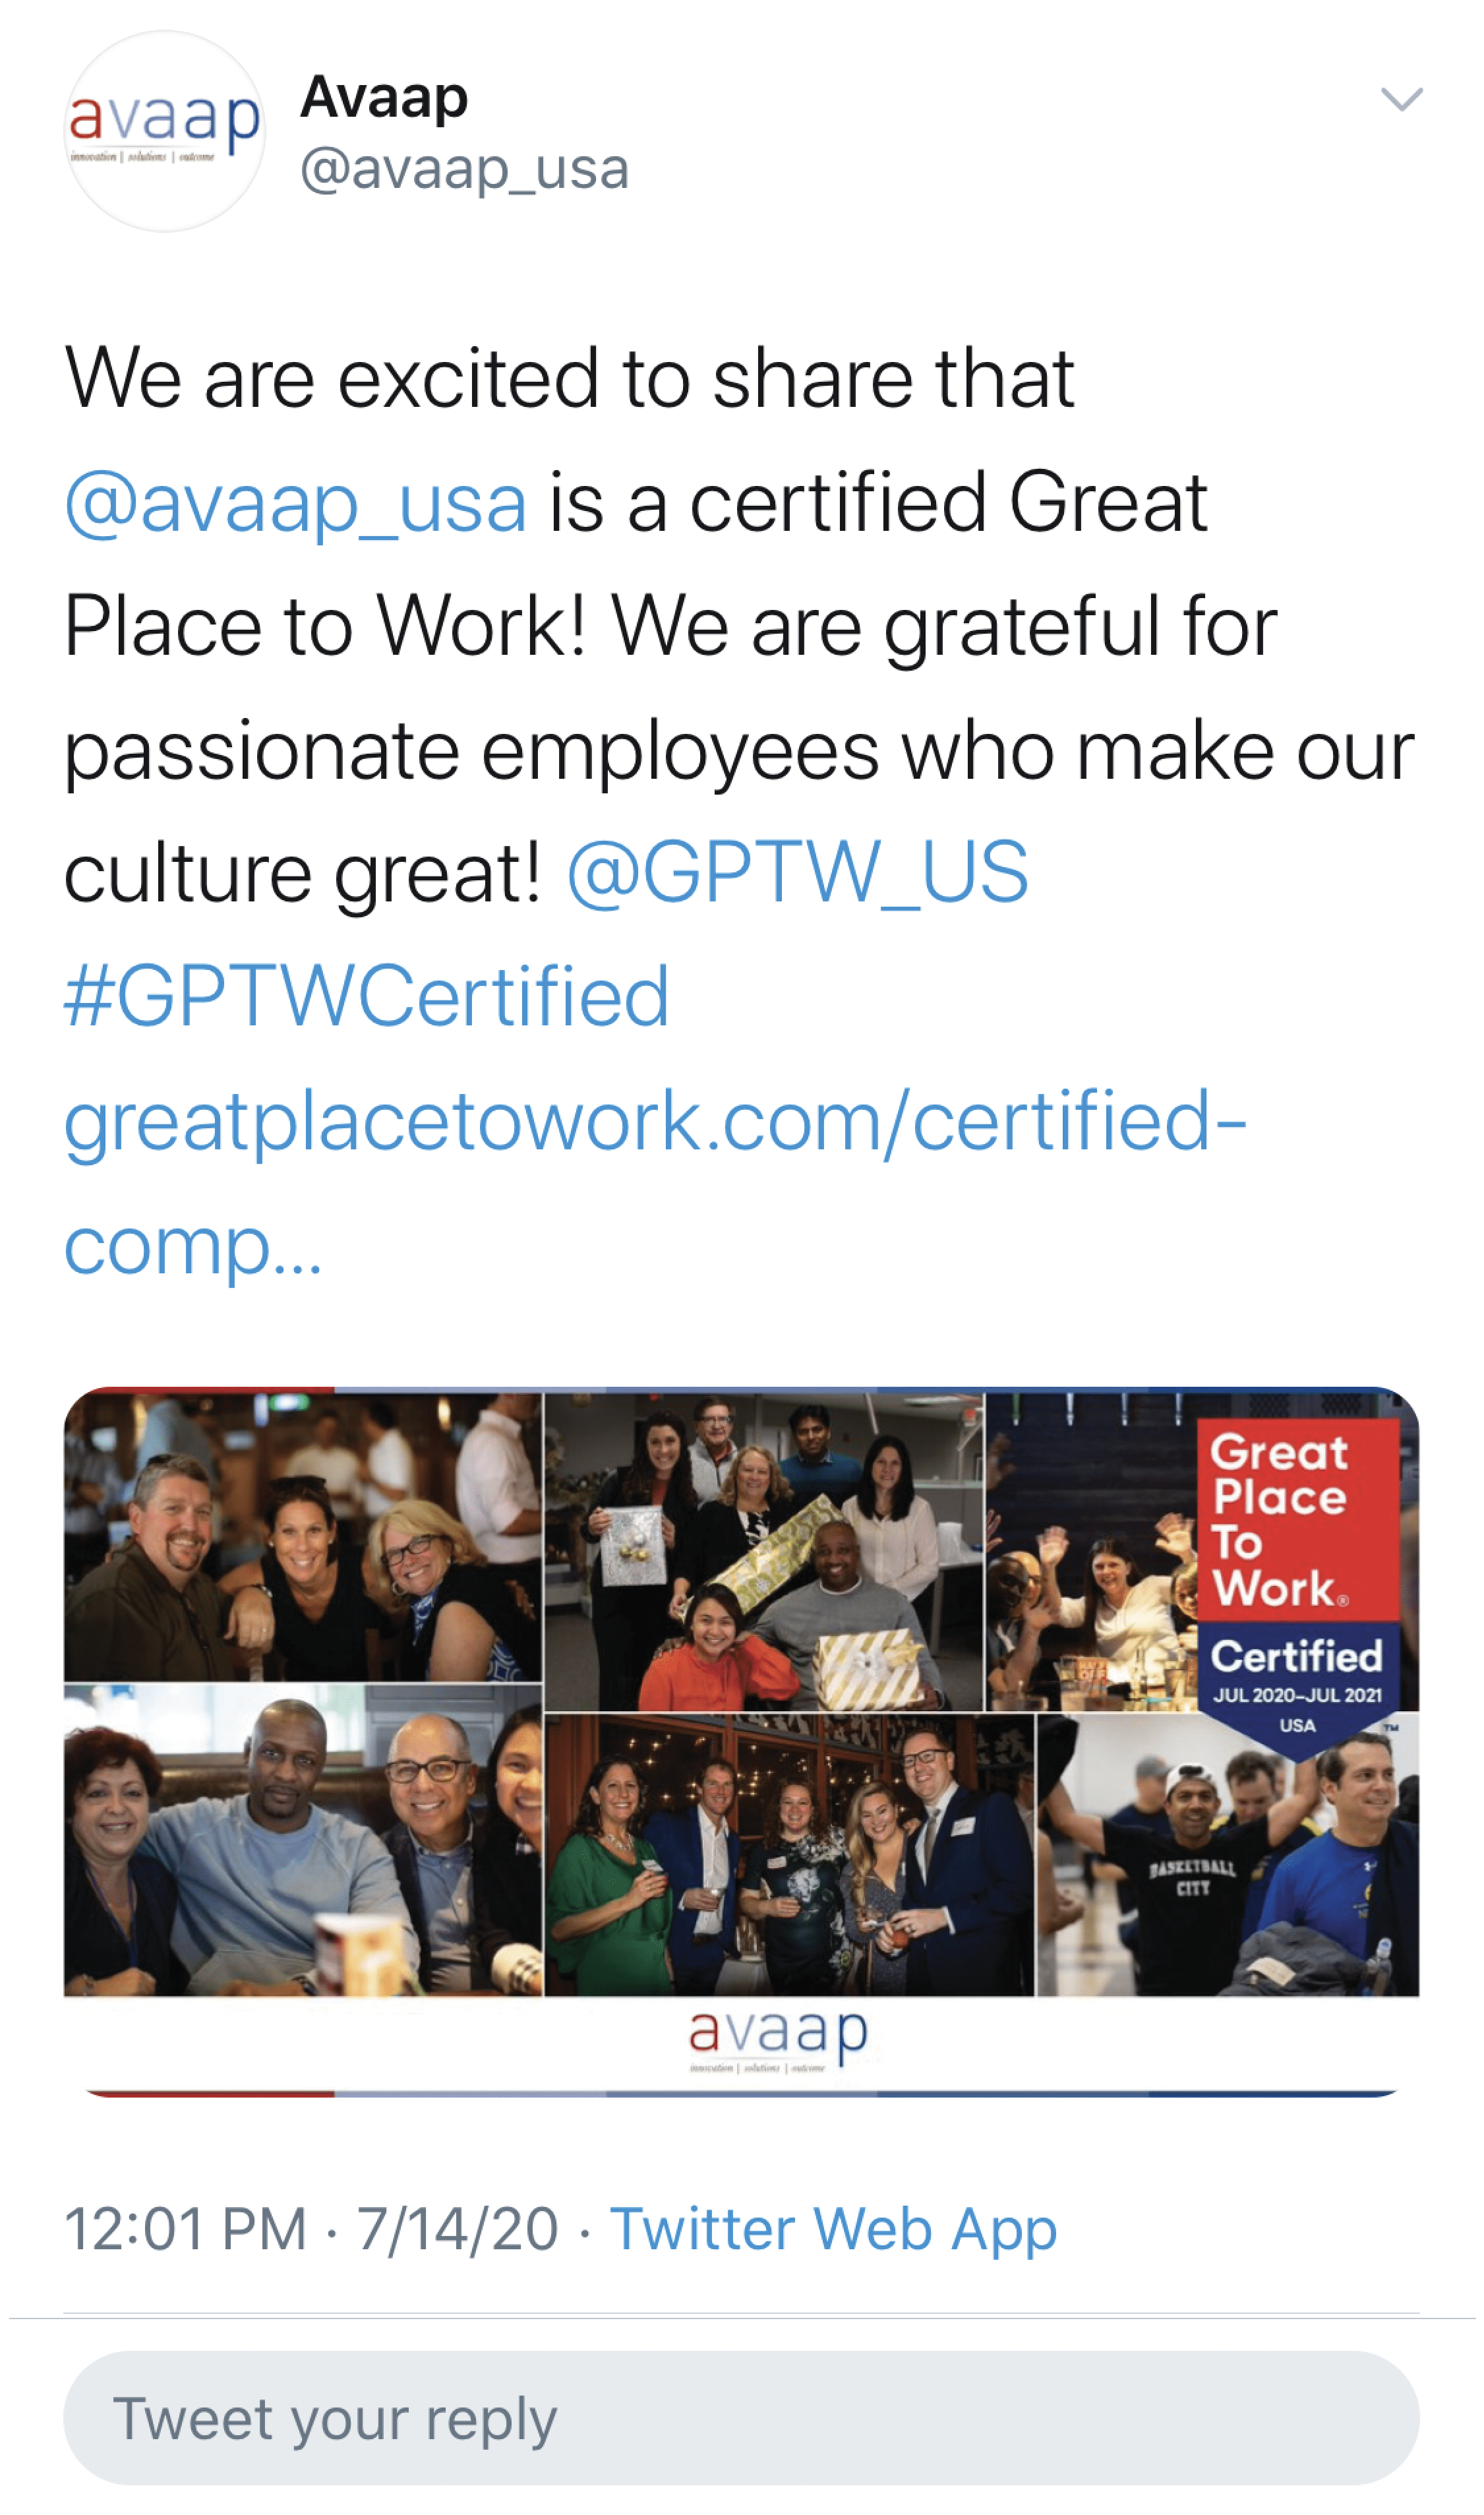 avaap
innovation | solutions | outcome
Avaap
@avaap_usa
We are excited to share that
@avaap_usa is a certified Great
Place to Work! We are grateful for
passionate employees who make our
culture great! @GPTW_US
#GPTWCertified
greatplacetowork.com/certified-
comp...
Great
Place
To
Work®
Certified
JUL 2020–JUL 2021
USA
TM
BASKETBALL
CITY
avaap
innovation | solutions | outcome
12:01 PM · 7/14/20 · Twitter Web App
Tweet your reply